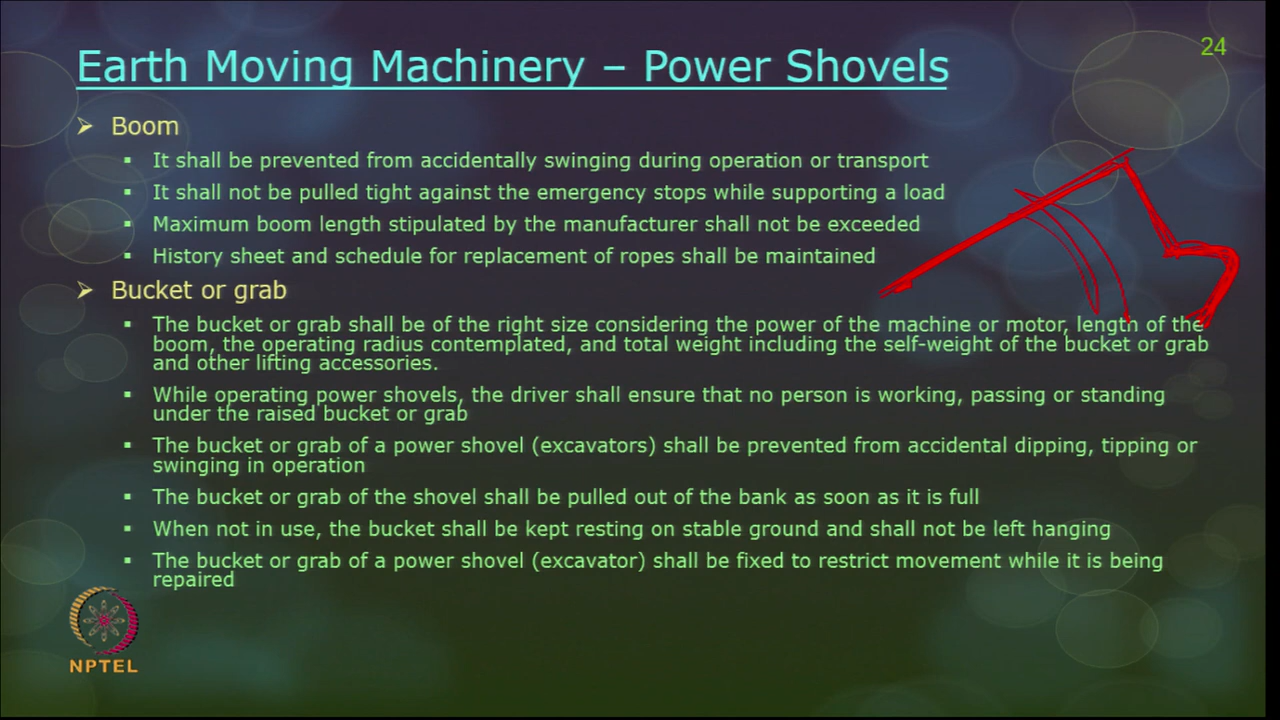 24
Earth Moving Machinery – Power Shovels
➢ Boom
▪ It shall be prevented from accidentally swinging during operation or transport
▪ It shall not be pulled tight against the emergency stops while supporting a load
▪ Maximum boom length stipulated by the manufacturer shall not be exceeded
▪ History sheet and schedule for replacement of ropes shall be maintained
➢ Bucket or grab
▪ The bucket or grab shall be of the right size considering the power of the machine or motor, length of the
boom, the operating radius contemplated, and total weight including the self-weight of the bucket or grab
and other lifting accessories.
▪ While operating power shovels, the driver shall ensure that no person is working, passing or standing
under the raised bucket or grab
▪ The bucket or grab of a power shovel (excavators) shall be prevented from accidental dipping, tipping or
swinging in operation
▪ The bucket or grab of the shovel shall be pulled out of the bank as soon as it is full
▪ When not in use, the bucket shall be kept resting on stable ground and shall not be left hanging
▪ The bucket or grab of a power shovel (excavator) shall be fixed to restrict movement while it is being
repaired
NPTEL